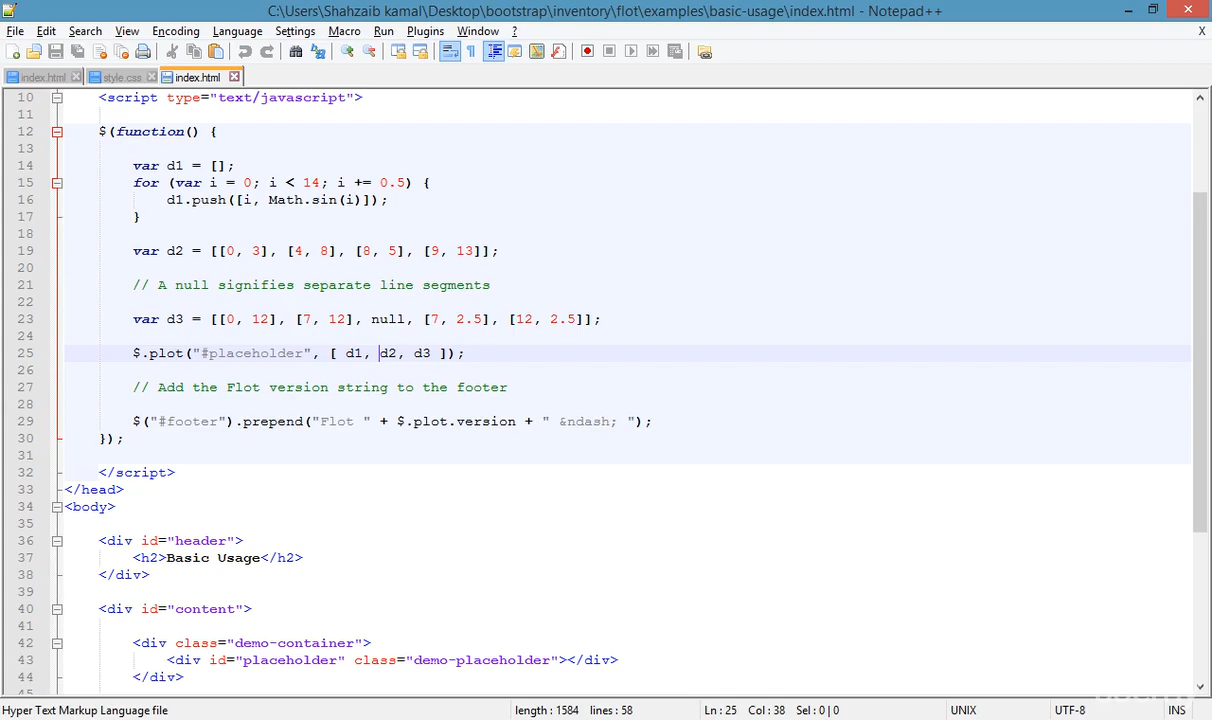 C:\Users\Shahzaib kamal\Desktop\bootstrap\inventory\flot\examples\basic-usage\index.html - Notepad++
File Edit Search View Encoding Language Settings Macro Run Plugins Window ? X
index.html style css index.html
10 <script type="text/javascript">
11
12 $(function() {
13
14 var d1 = [];
15 for (var i = 0; i < 14; i += 0.5) {
16 d1.push([i, Math.sin(i)]);
17 }
18
19 var d2 = [[0, 3], [4, 8], [8, 5], [9, 13]];
20
21 // A null signifies separate line segments
22
23 var d3 = [[0, 12], [7, 12], null, [7, 2.5], [12, 2.5]];
24
25 $.plot("#placeholder", [ d1, d2, d3 ]);
26
27 // Add the Flot version string to the footer
28
29 $("#footer").prepend("Flot " + $.plot.version + " &ndash; ");
30 });
31
32 </script>
33 </head>
34 <body>
35
36 <div id="header">
37 <h2>Basic Usage</h2>
38 </div>
39
40 <div id="content">
41
42 <div class="demo-container">
43 <div id="placeholder" class="demo-placeholder"></div>
44 </div>
45
Hyper Text Markup Language file length : 1584 lines : 58 Ln : 25 Col : 38 Sel : 0 | 0 UNIX UTF-8 INS